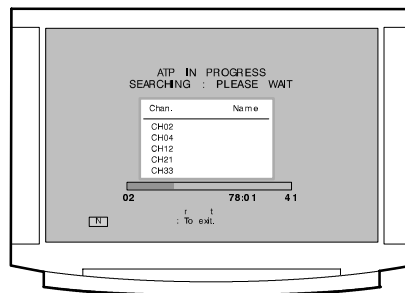 ATP IN PROGRESS
SEARCHING : PLEASE WAIT
Chan. Name
CH02
CH04
CH12
CH21
CH33
02 78:01 41
r t
N : To exit.